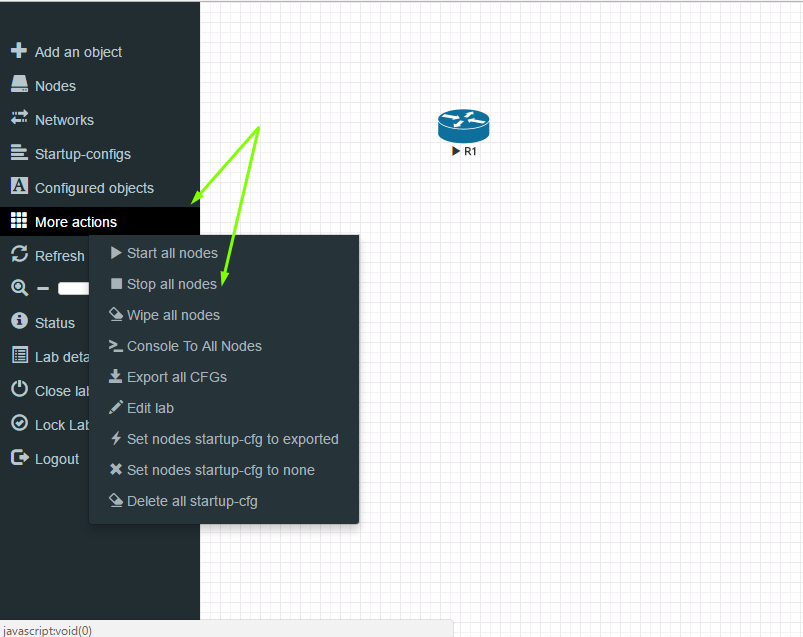 Add an object
Nodes
Networks
Startup-configs
A Configured objects
More actions
Refresh
Status
Lab deta
Close lab
Lock Lab
Logout
Start all nodes
Stop all nodes
Wipe all nodes
Console To All Nodes
Export all CFGs
Edit lab
Set nodes startup-cfg to exported
Set nodes startup-cfg to none
Delete all startup-cfg
R1
javascript:void(0)